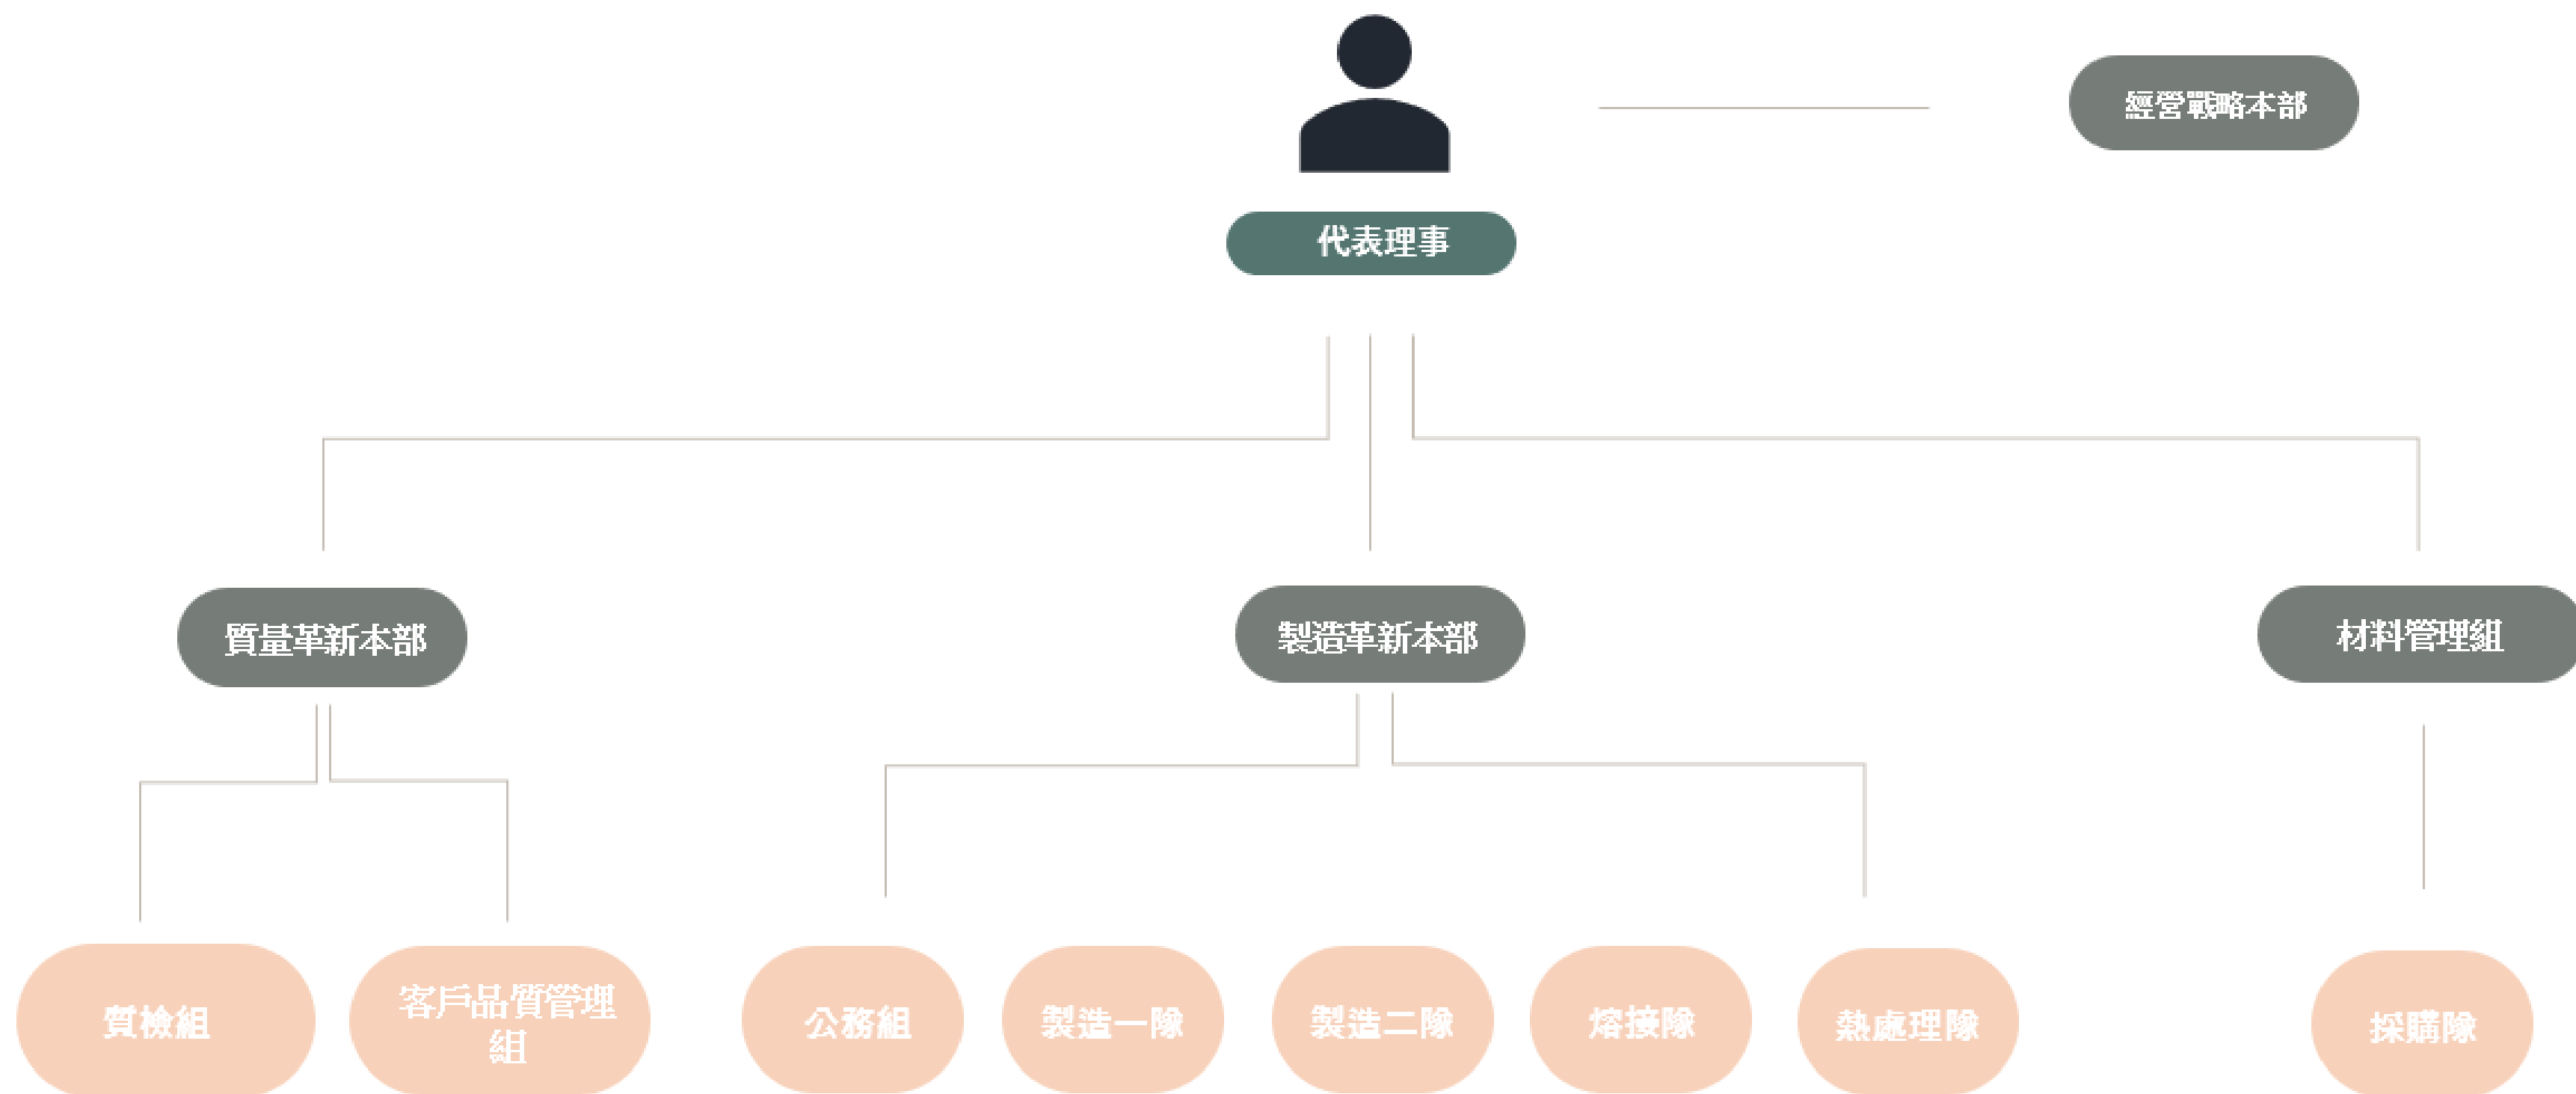 經營戰略本部
代表理事
質量革新本部
製造革新本部
材料管理組
質檢組
客戶品質管理
組
公務組
製造一隊
製造二隊
熔接隊
熱處理隊
採購隊